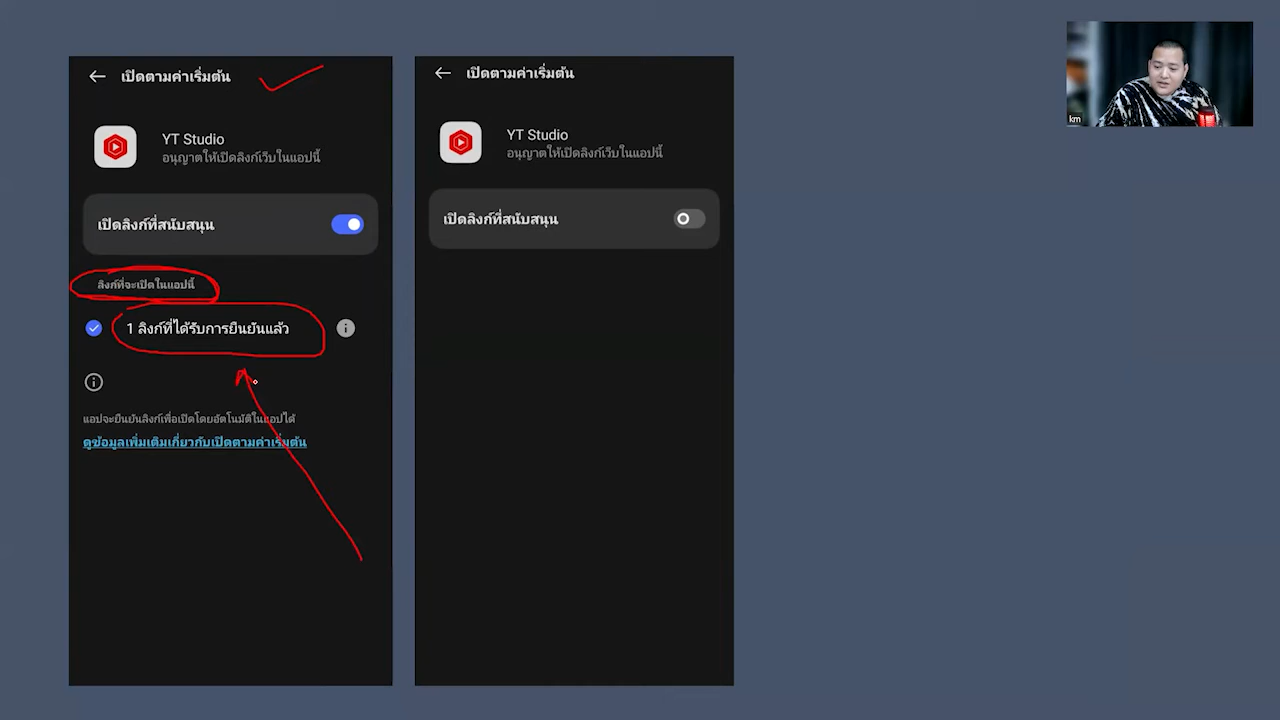 เปิดตามค่าเริ่มต้น
YT Studio
อนุญาตให้เปิดลิงก์เว็บในแอปนี้
เปิดลิงก์ที่สนับสนุน
ลิงก์ที่จะเปิดในแอปนี้
1 ลิงก์ที่ได้รับการยืนยันแล้ว
แอปจะยืนยันลิงก์เพื่อเปิดโดยอัตโนมัติในแอปได้
ดูข้อมูลเพิ่มเติมเกี่ยวกับเปิดตามค่าเริ่มต้น
เปิดตามค่าเริ่มต้น
YT Studio
อนุญาตให้เปิดลิงก์เว็บในแอปนี้
เปิดลิงก์ที่สนับสนุน
km